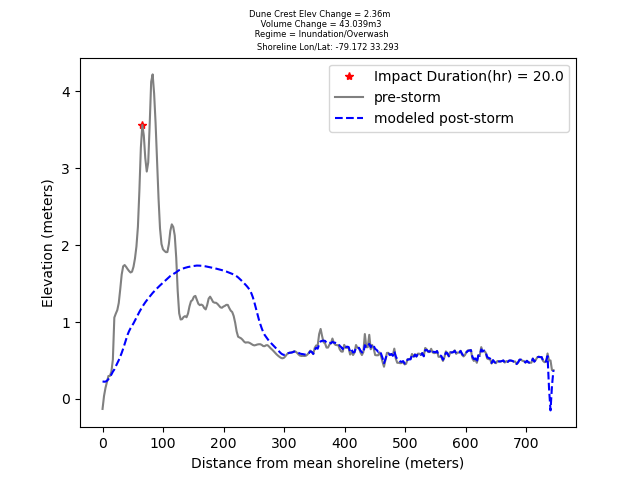 Dune Crest Elev Change = 2.36m
Volume Change = 43.039m3
Regime = Inundation/Overwash
Shoreline Lon/Lat: -79.172 33.293
Impact Duration(hr) = 20.0
pre-storm
modeled post-storm
Elevation (meters)
4
3
2
1
0
0 100 200 300 400 500 600 700
Distance from mean shoreline (meters)